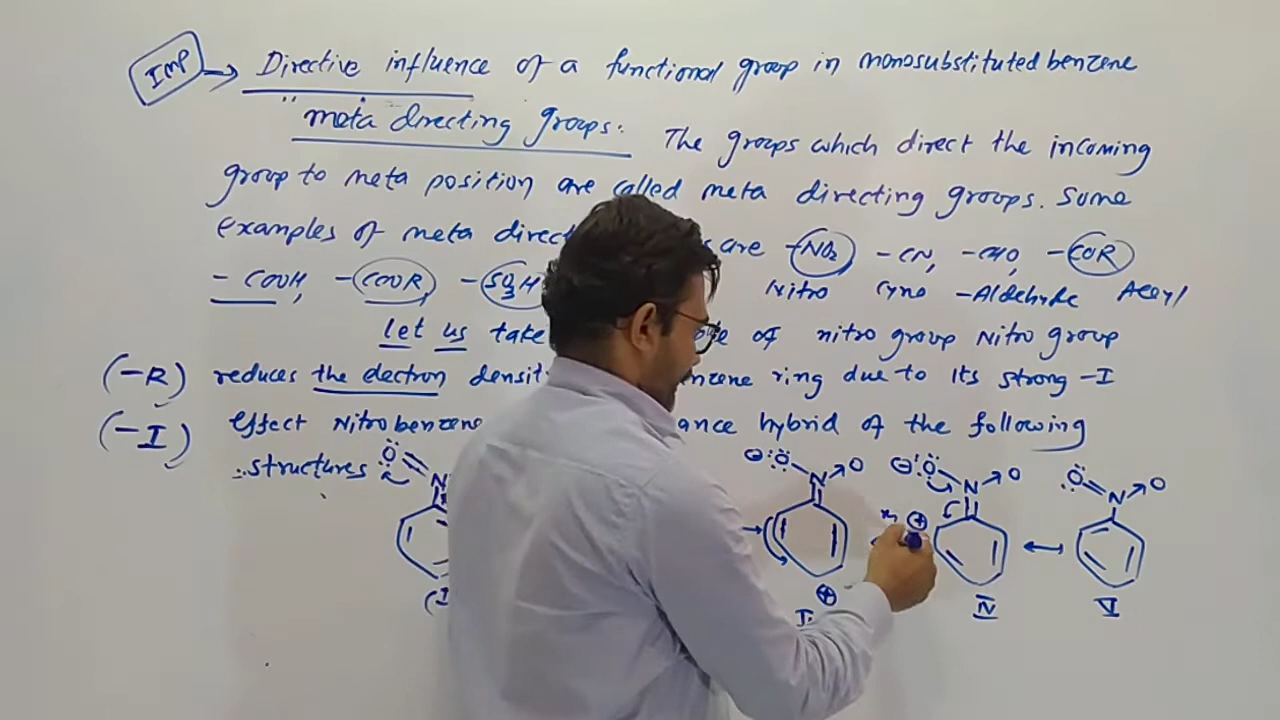 IMP → Directive influence of a functional group in monosubstituted benzene
"meta directing groups: The groups which direct the incoming
group to meta position are called meta directing groups. Some
examples of meta direc are -NO2 -CN, -CHO, -COR
- COOH, -COOR, -SO3H Nitro Cyno -Aldehyde Acayl
Let us take of nitro group Nitro group
(-R) reduces the electron densit nzene ring due to its strong -I
(-I) effect Nitrobenzene ance hybrid of the following
structures
Ö N ⊖ :Ö N → O ⊖ :Ö N → O Ö N → O
⊕
⊕
(I IV V